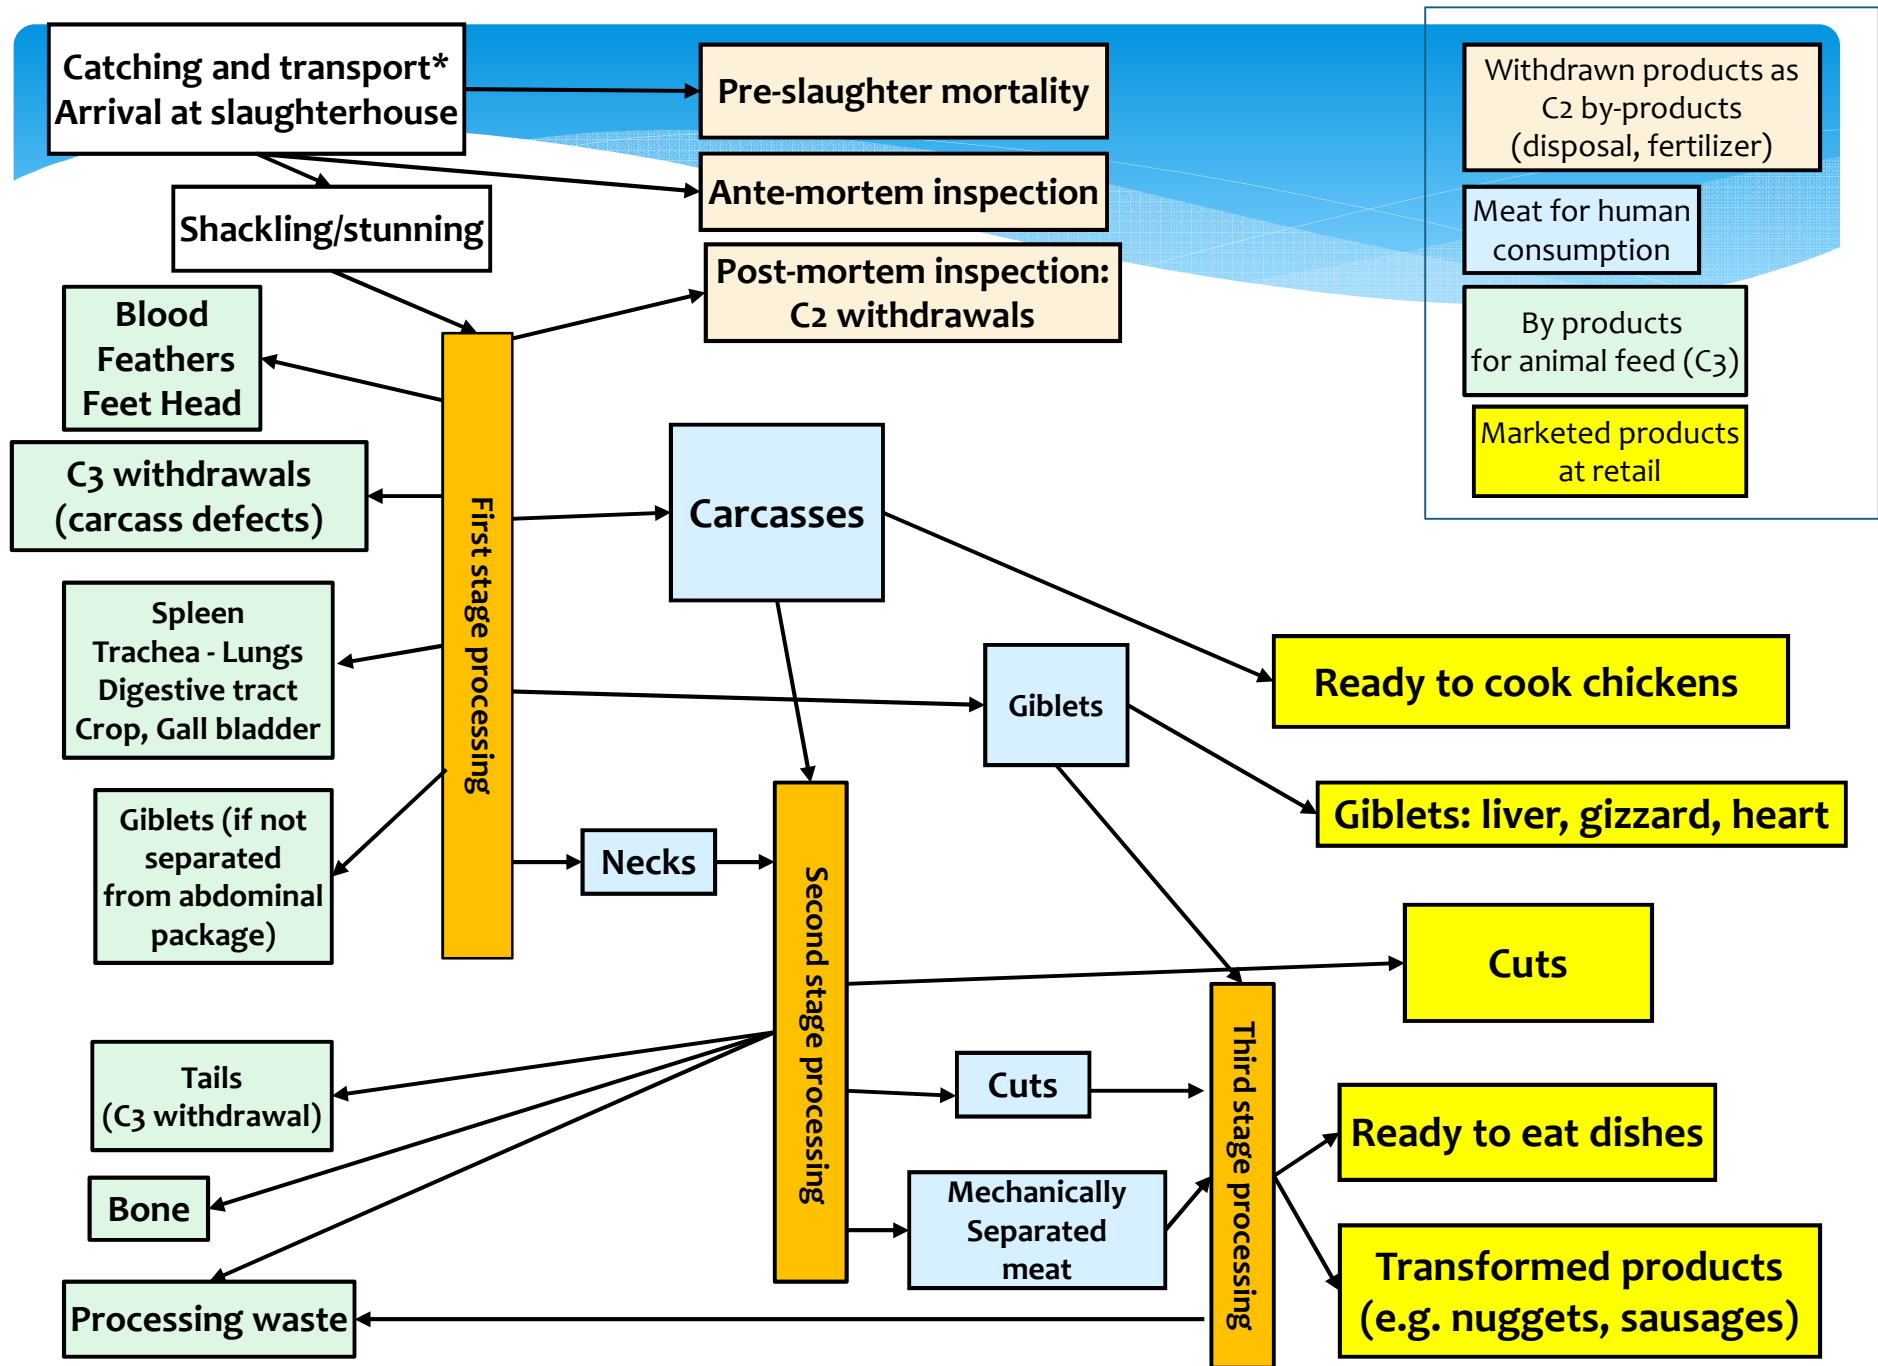 Catching and transport*
Arrival at slaughterhouse
Pre-slaughter mortality
Ante-mortem inspection
Shackling/stunning
Post-mortem inspection:
C2 withdrawals
Withdrawn products as
C2 by-products
(disposal, fertilizer)
Meat for human
consumption
By products
for animal feed (C3)
Marketed products
at retail
Blood
Feathers
Feet Head
C3 withdrawals
(carcass defects)
Spleen
Trachea - Lungs
Digestive tract
Crop, Gall bladder
Giblets (if not
separated
from abdominal
package)
First stage processing
Carcasses
Giblets
Necks
Ready to cook chickens
Giblets: liver, gizzard, heart
Second stage processing
Cuts
Tails
(C3 withdrawal)
Bone
Processing waste
Cuts
Mechanically
Separated
meat
Third stage processing
Ready to eat dishes
Transformed products
(e.g. nuggets, sausages)